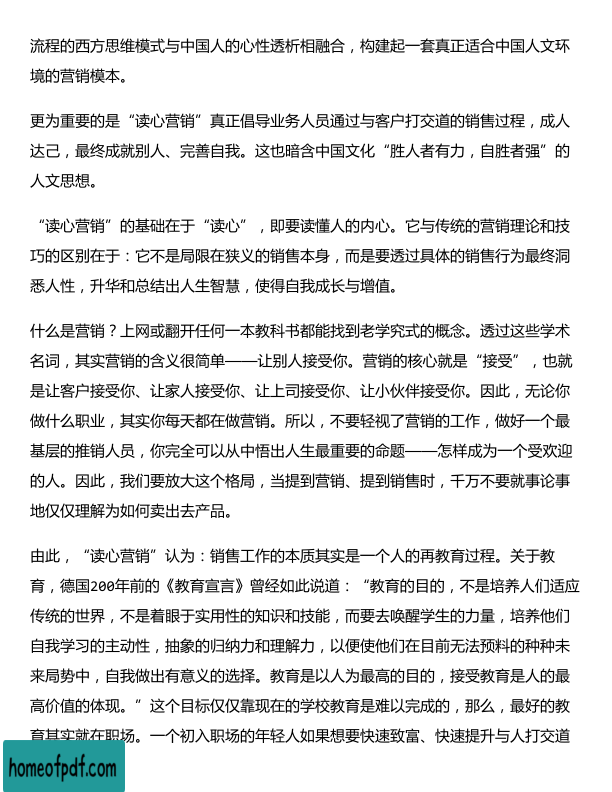 流程的西方思维模式与中国人的心性透析相融合，构建起一套真正适合中国人文环
境的营销模本。
更为重要的是“读心营销”真正倡导业务人员通过与客户打交道的销售过程，成人
达己，最终成就别人、完善自我。这也暗含中国文化“胜人者有力，自胜者强”的
人文思想。
“读心营销”的基础在于“读心”，即要读懂人的内心。它与传统的营销理论和技
巧的区别在于：它不是局限在狭义的销售本身，而是要透过具体的销售行为最终洞
悉人性，升华和总结出人生智慧，使得自我成长与增值。
什么是营销？上网或翻开任何一本教科书都能找到老学究式的概念。透过这些学术
名词，其实营销的含义很简单——让别人接受你。营销的核心就是“接受”，也就
是让客户接受你、让家人接受你、让上司接受你、让小伙伴接受你。因此，无论你
做什么职业，其实你每天都在做营销。所以，不要轻视了营销的工作，做好一个最
基层的推销人员，你完全可以从中悟出人生最重要的命题——怎样成为一个受欢迎
的人。因此，我们要放大这个格局，当提到营销、提到销售时，千万不要就事论事
地仅仅理解为如何卖出去产品。
由此，“读心营销”认为：销售工作的本质其实是一个人的再教育过程。关于教
育，德国200年前的《教育宣言》曾经如此说道：“教育的目的，不是培养人们适应
传统的世界，不是着眼于实用性的知识和技能，而要去唤醒学生的力量，培养他们
自我学习的主动性，抽象的归纳力和理解力，以便使他们在目前无法预料的种种未
来局势中，自我做出有意义的选择。教育是以人为最高的目的，接受教育是人的最
高价值的体现。”这个目标仅仅靠现在的学校教育是难以完成的，那么，最好的教
育其实就在职场。一个初入职场的年轻人如果想要快速致富、快速提升与人打交道
homeofpdf.com